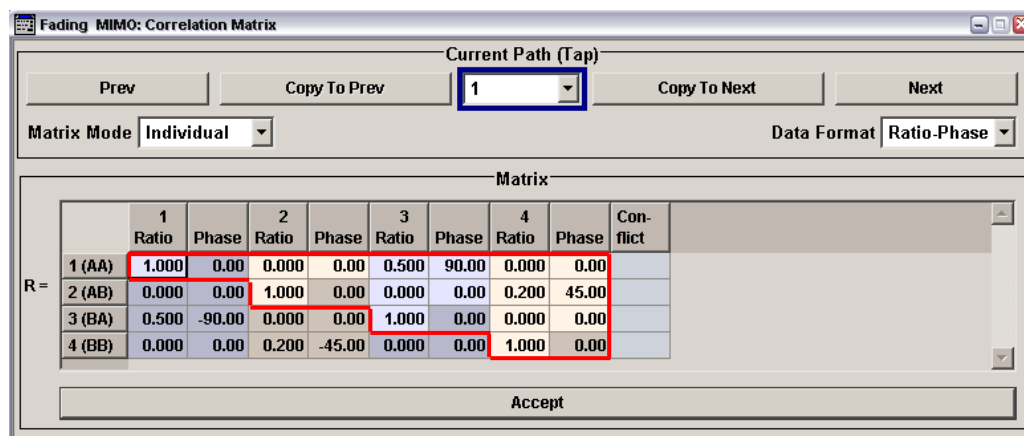 Fading MIMO: Correlation Matrix
Current Path (Tap)
Prev Copy To Prev 1 Copy To Next Next
Matrix Mode Individual Data Format Ratio-Phase
Matrix
1 2 3 4 Con-
Ratio Phase Ratio Phase Ratio Phase Ratio Phase flict
1 (AA) 1.000 0.00 0.000 0.00 0.500 90.00 0.000 0.00
R = 2 (AB) 0.000 0.00 1.000 0.00 0.000 0.00 0.200 45.00
3 (BA) 0.500 -90.00 0.000 0.00 1.000 0.00 0.000 0.00
4 (BB) 0.000 0.00 0.200 -45.00 0.000 0.00 1.000 0.00
Accept